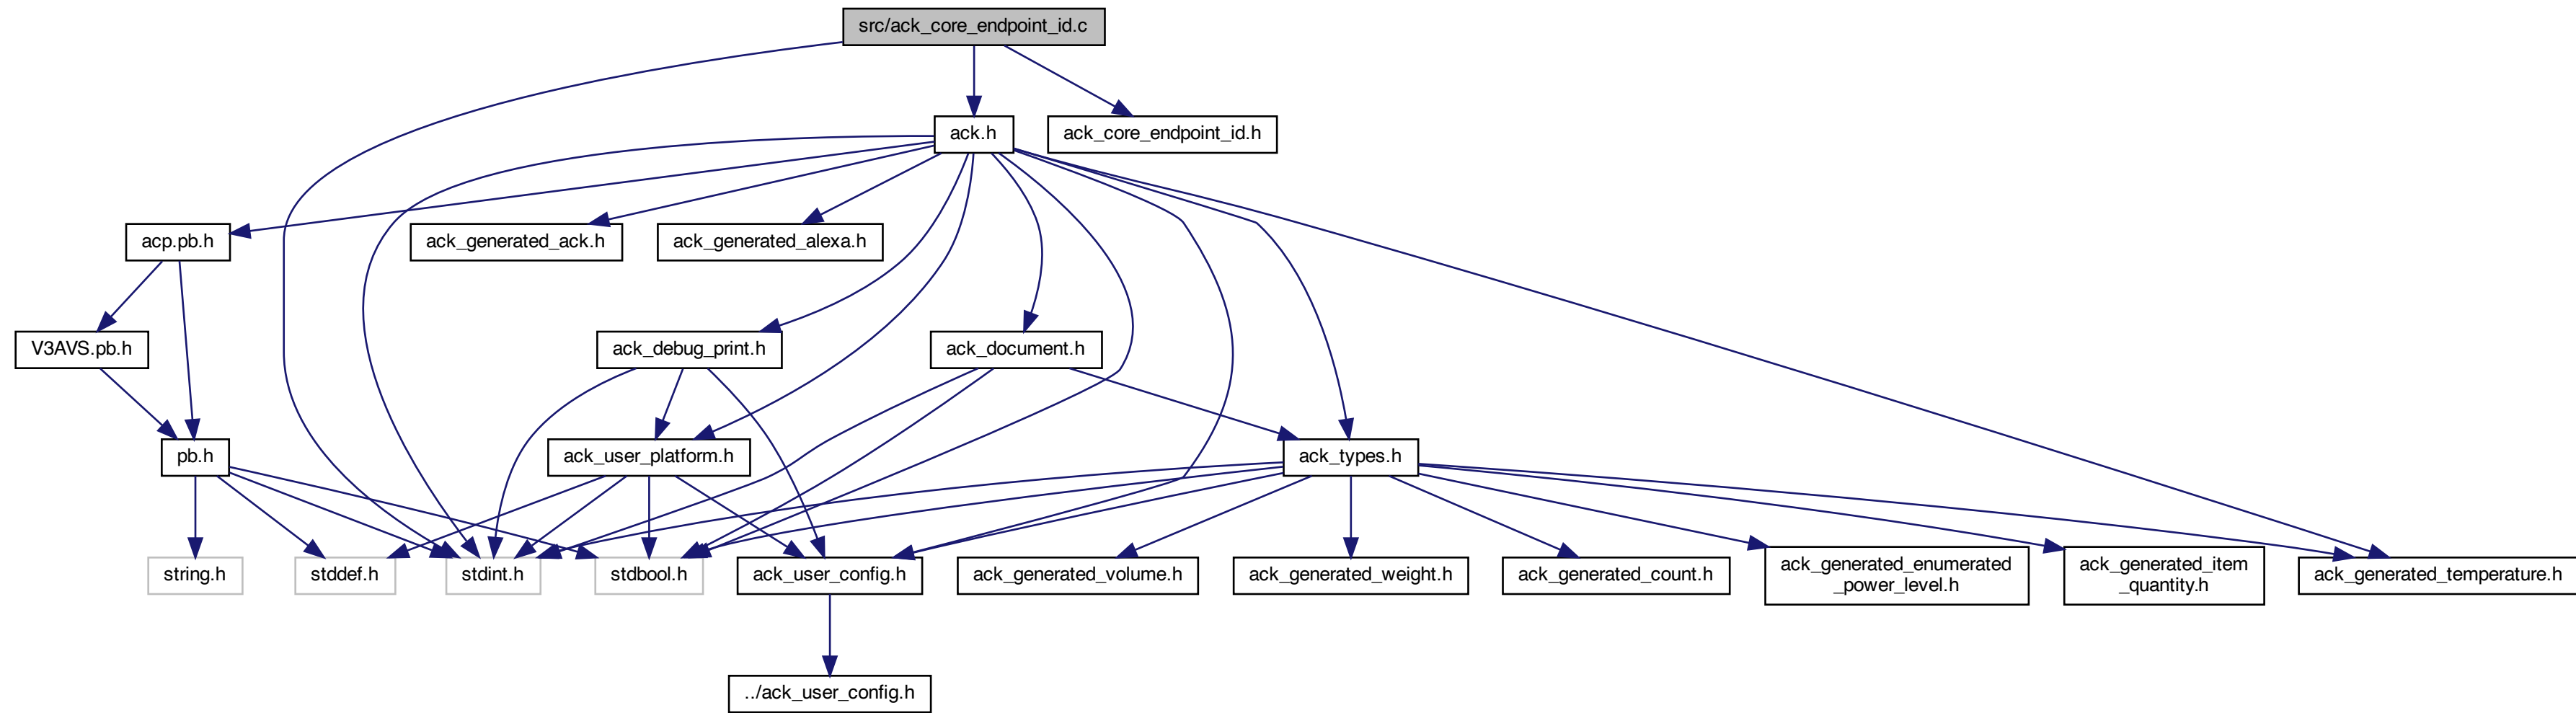 src/ack_core_endpoint_id.c
ack.h
ack_core_endpoint_id.h
acp.pb.h
ack_generated_ack.h
ack_generated_alexa.h
V3AVS.pb.h
ack_debug_print.h
ack_document.h
pb.h
ack_user_platform.h
ack_types.h
string.h
stddef.h
stdint.h
stdbool.h
ack_user_config.h
ack_generated_volume.h
ack_generated_weight.h
ack_generated_count.h
ack_generated_enumerated
_power_level.h
ack_generated_item
_quantity.h
ack_generated_temperature.h
../ack_user_config.h